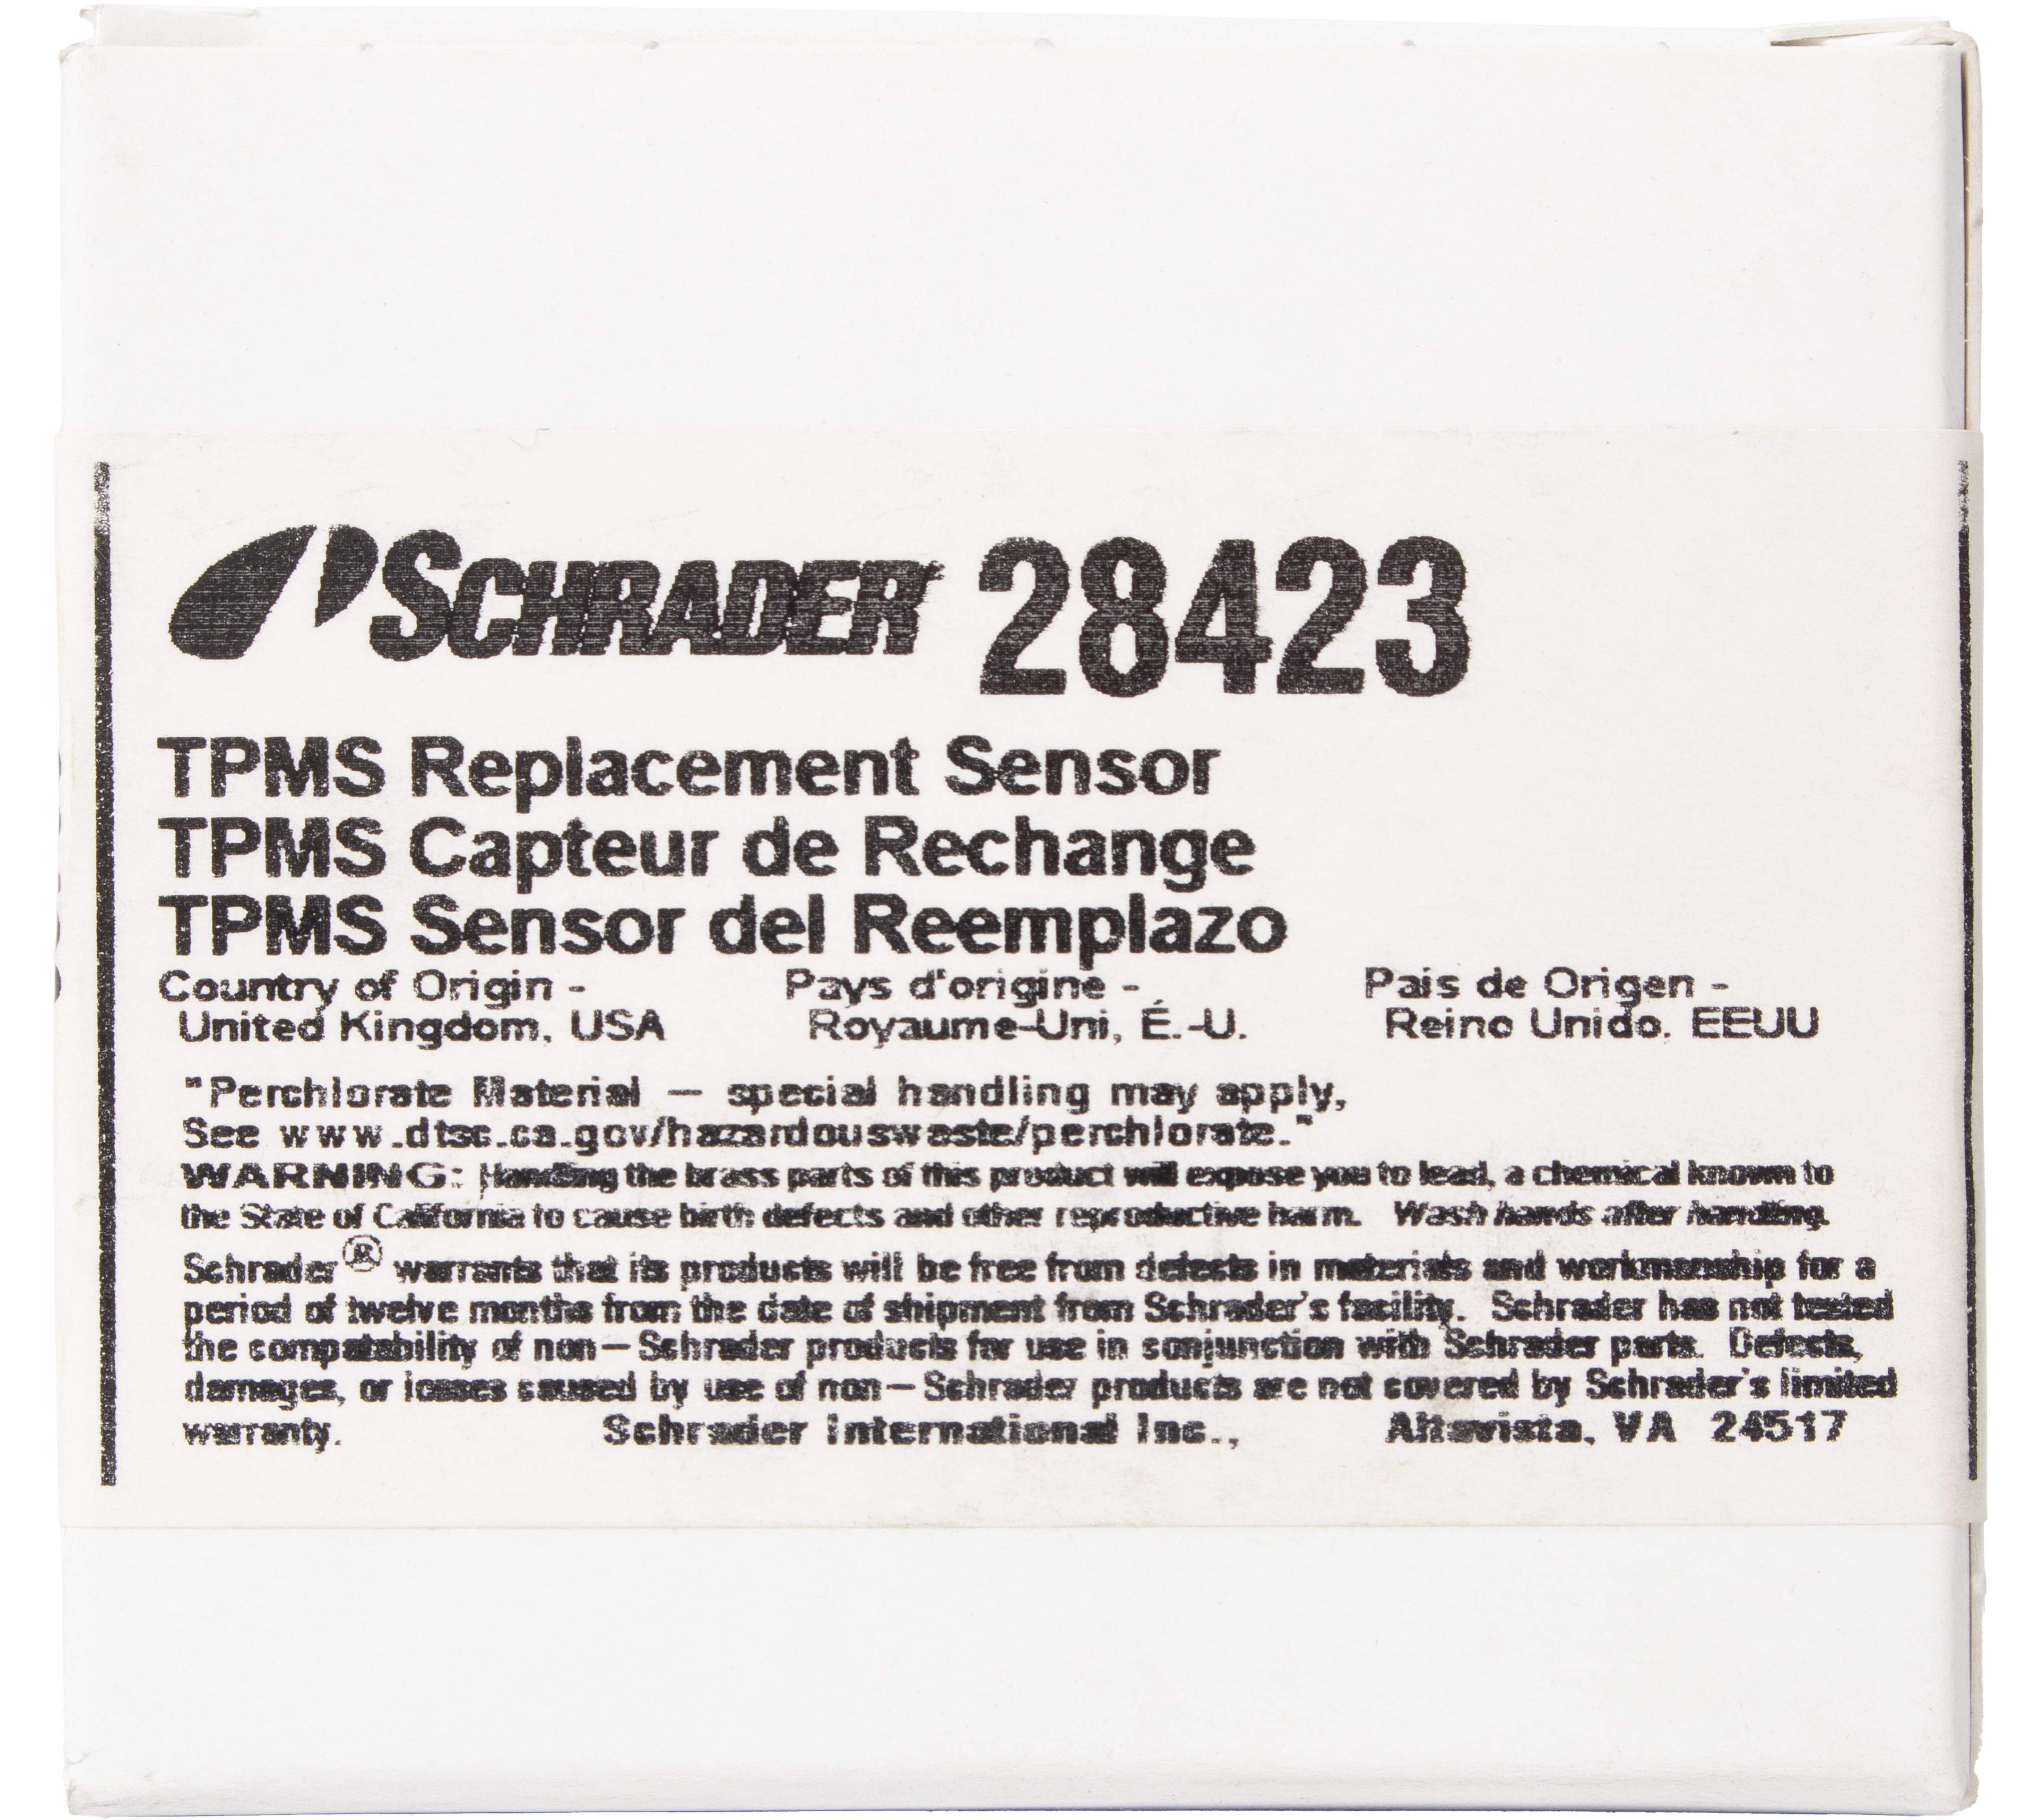 SCHRADER 28423
TPMS Replacement Sensor
TPMS Capteur de Rechange
TPMS Sensor del Reemplazo
Country of Origin - Pays d'origine - Pais de Origen -
United Kingdom, USA Royaume-Uni, É.-U. Reino Unido. EEUU
"Perchlorate Material — special handling may apply,
See www.dtsc.ca.gov/hazardouswaste/perchlorate."
WARNING: Handling the brass parts of this product will expose you to lead, a chemical known to
the State of California to cause birth defects and other reproductive harm. Wash hands after handling.
Schrader® warrants that its products will be free from defects in materials and workmanship for a
period of twelve months from the date of shipment from Schrader's facility. Schrader has not tested
the compatability of non—Schrader products for use in conjunction with Schrader parts. Defects,
damages, or losses caused by use of non—Schrader products are not covered by Schrader's limited
warranty. Schrader International Inc., Altavista, VA 24517